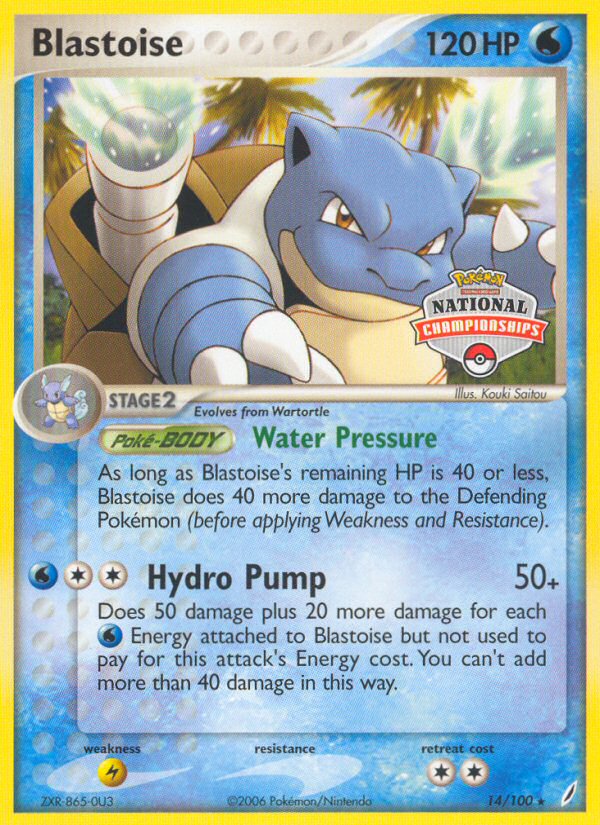 Blastoise 120 HP
POKéMON
NATIONAL
CHAMPIONSHIPS
Illus. Kouki Saitou
STAGE2
Evolves from Wartortle
Poké-BODY Water Pressure
As long as Blastoise's remaining HP is 40 or less,
Blastoise does 40 more damage to the Defending
Pokémon (before applying Weakness and Resistance).
Hydro Pump 50+
Does 50 damage plus 20 more damage for each
Energy attached to Blastoise but not used to
pay for this attack's Energy cost. You can't add
more than 40 damage in this way.
weakness resistance retreat cost
ZXR-865-0U3 ©2006 Pokémon/Nintendo 14/100 ★